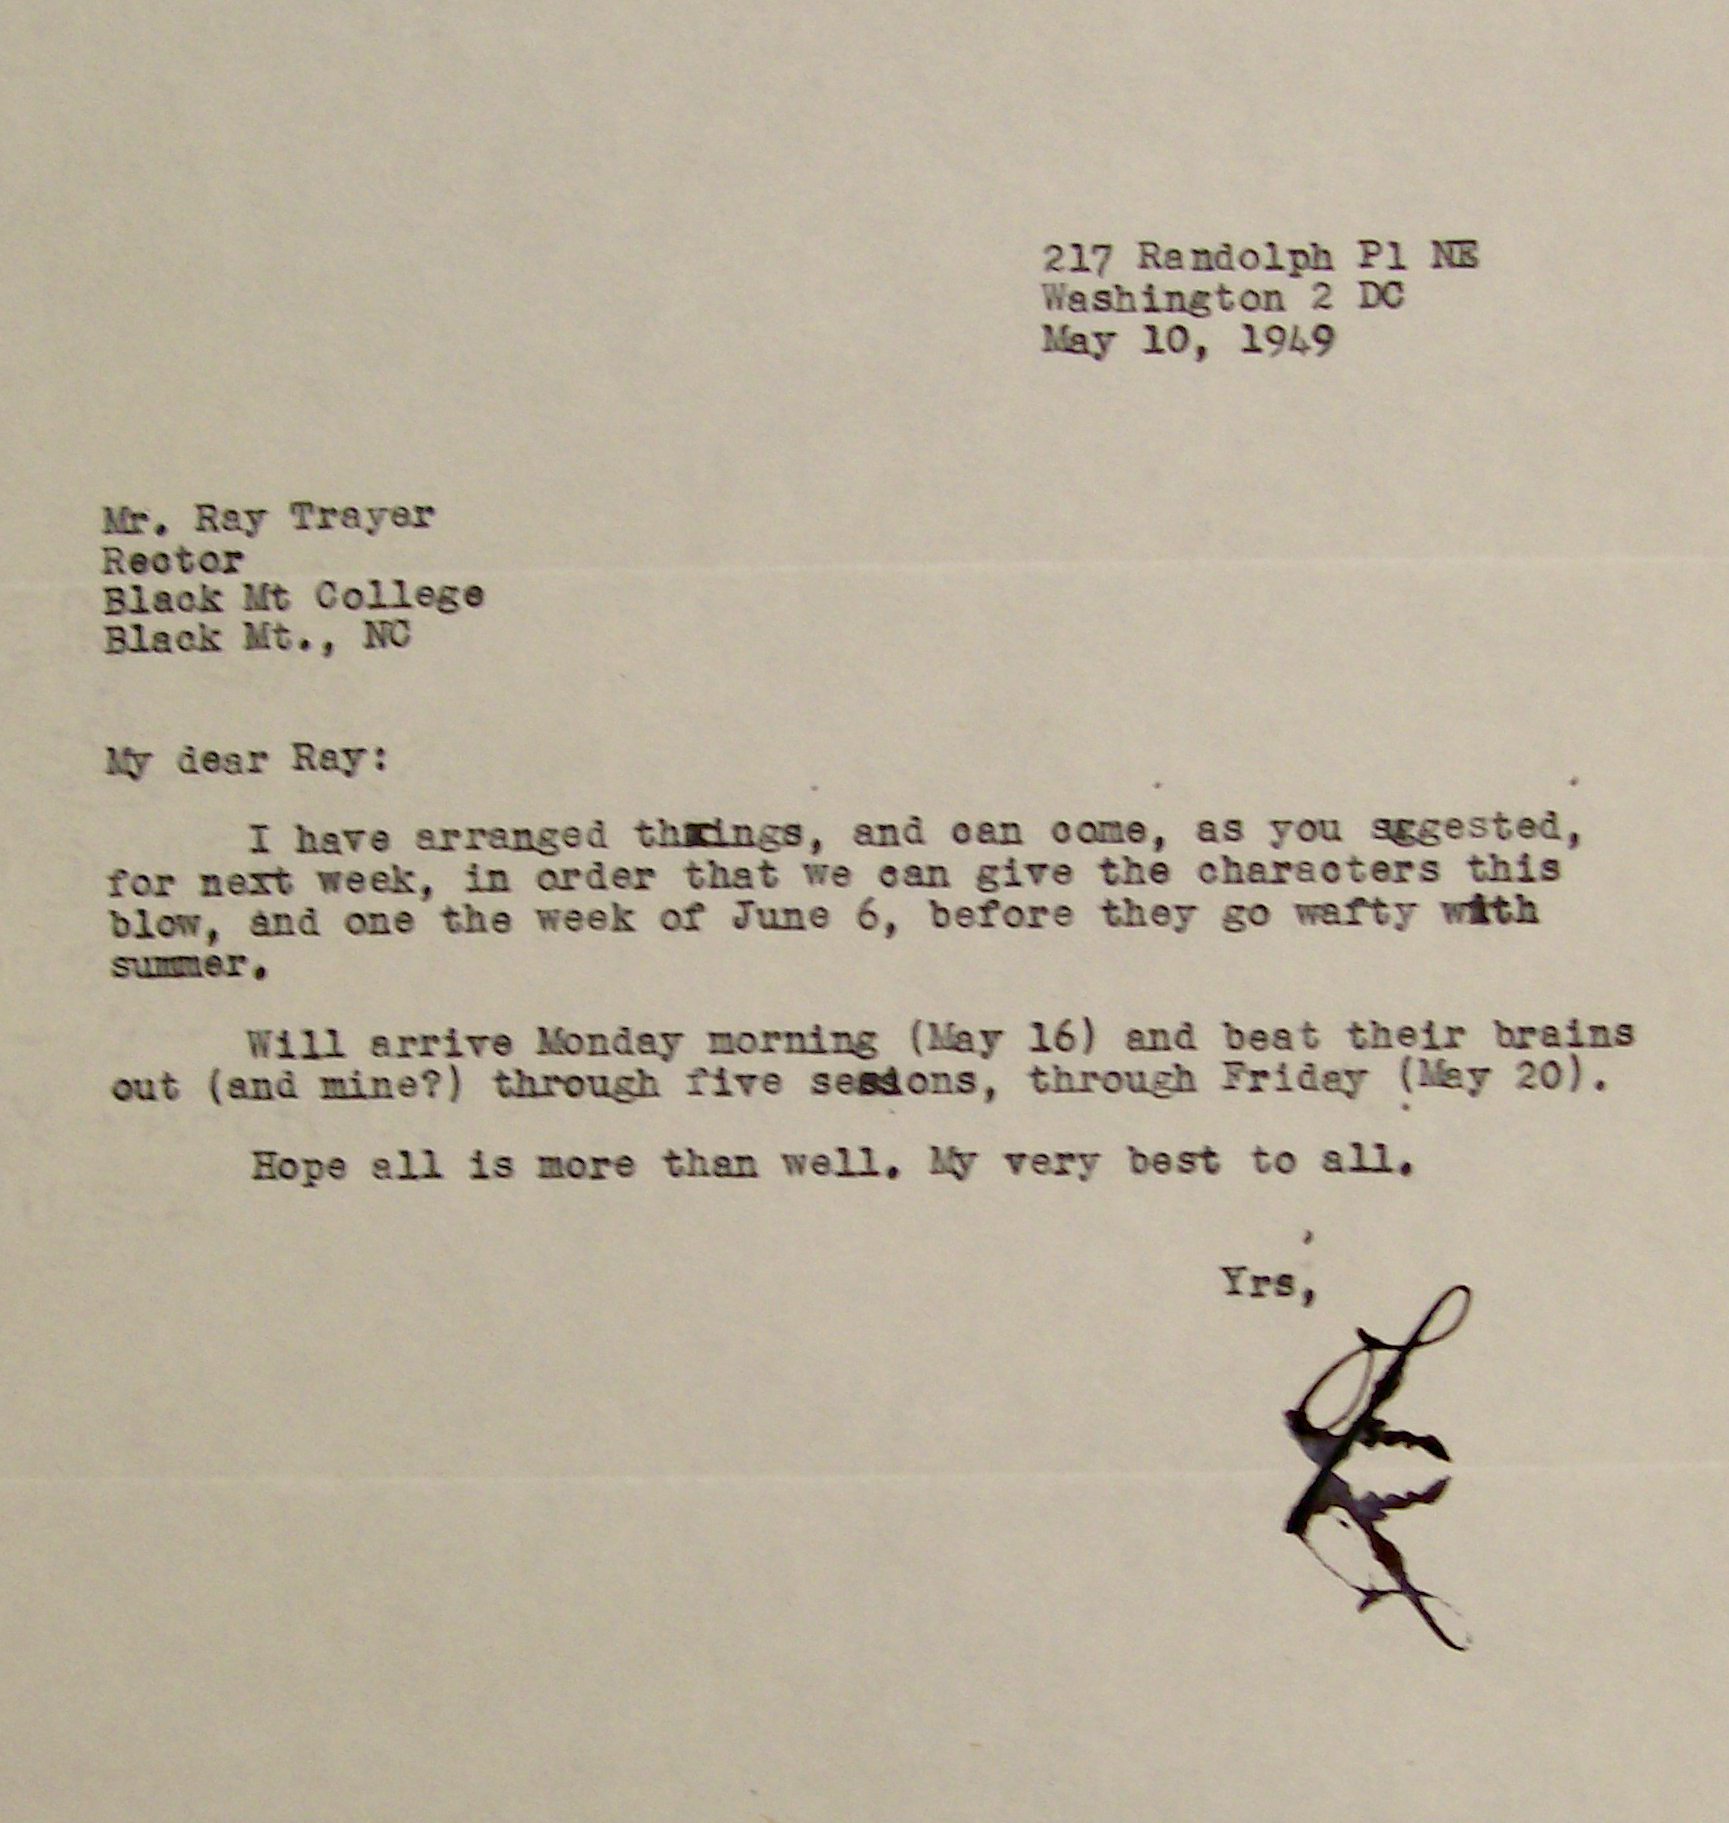 217 Randolph Pl NE
Washington 2 DC
May 10, 1949
Mr. Ray Trayer
Rector
Black Mt College
Black Mt., NC
My dear Ray:
I have arranged things, and can come, as you sggested,
for next week, in order that we can give the characters this
blow, and one the week of June 6, before they go wafty with
summer.
Will arrive Monday morning (May 16) and beat their brains
out (and mine?) through five sessions, through Friday (May 20).
Hope all is more than well. My very best to all.
Yrs,